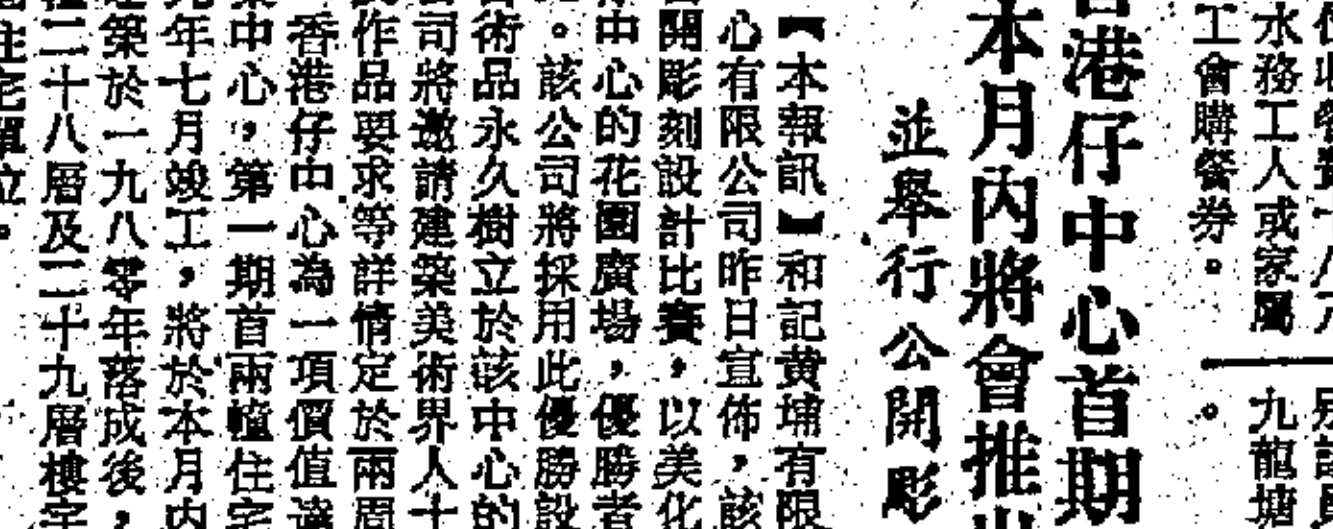 水務工人或家屬
工會購餐券。
九龍塘
港仔中心首期
本月內將會推出
並舉行公開彫
【本報訊】和記黃埔有限
心有限公司昨日宣佈，該
開彫刻設計比賽，以美化
中心的花園廣場，優勝者
。該公司將採用此優勝設
術品永久樹立於該中心的
司將邀請建築美術界人士
作品要求等詳情定於兩周
香港仔中心為一項價值達
中心，第一期首兩幢住宅
年七月竣工，將於本月內
築於一九八零年落成後，
二十八層及二十九層樓宇
住宅單位。